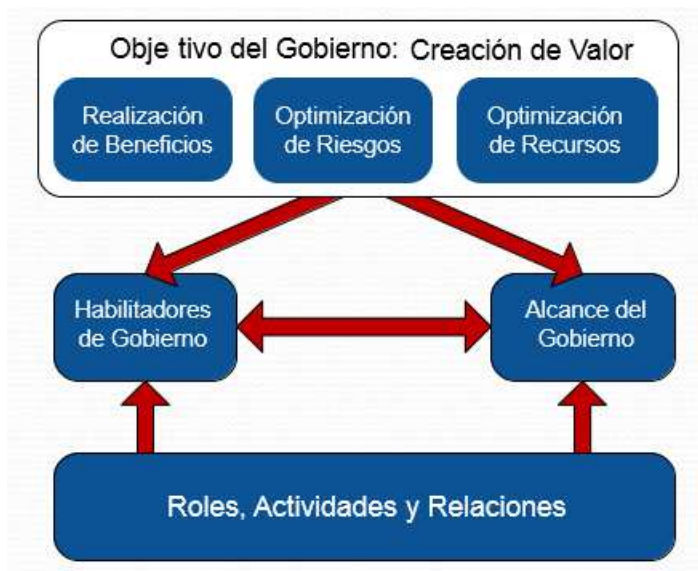 Obje tivo del Gobierno: Creación de Valor
Realización
de Beneficios
Optimización
de Riesgos
Optimización
de Recursos
Habilitadores
de Gobierno
Alcance del
Gobierno
Roles, Actividades y Relaciones